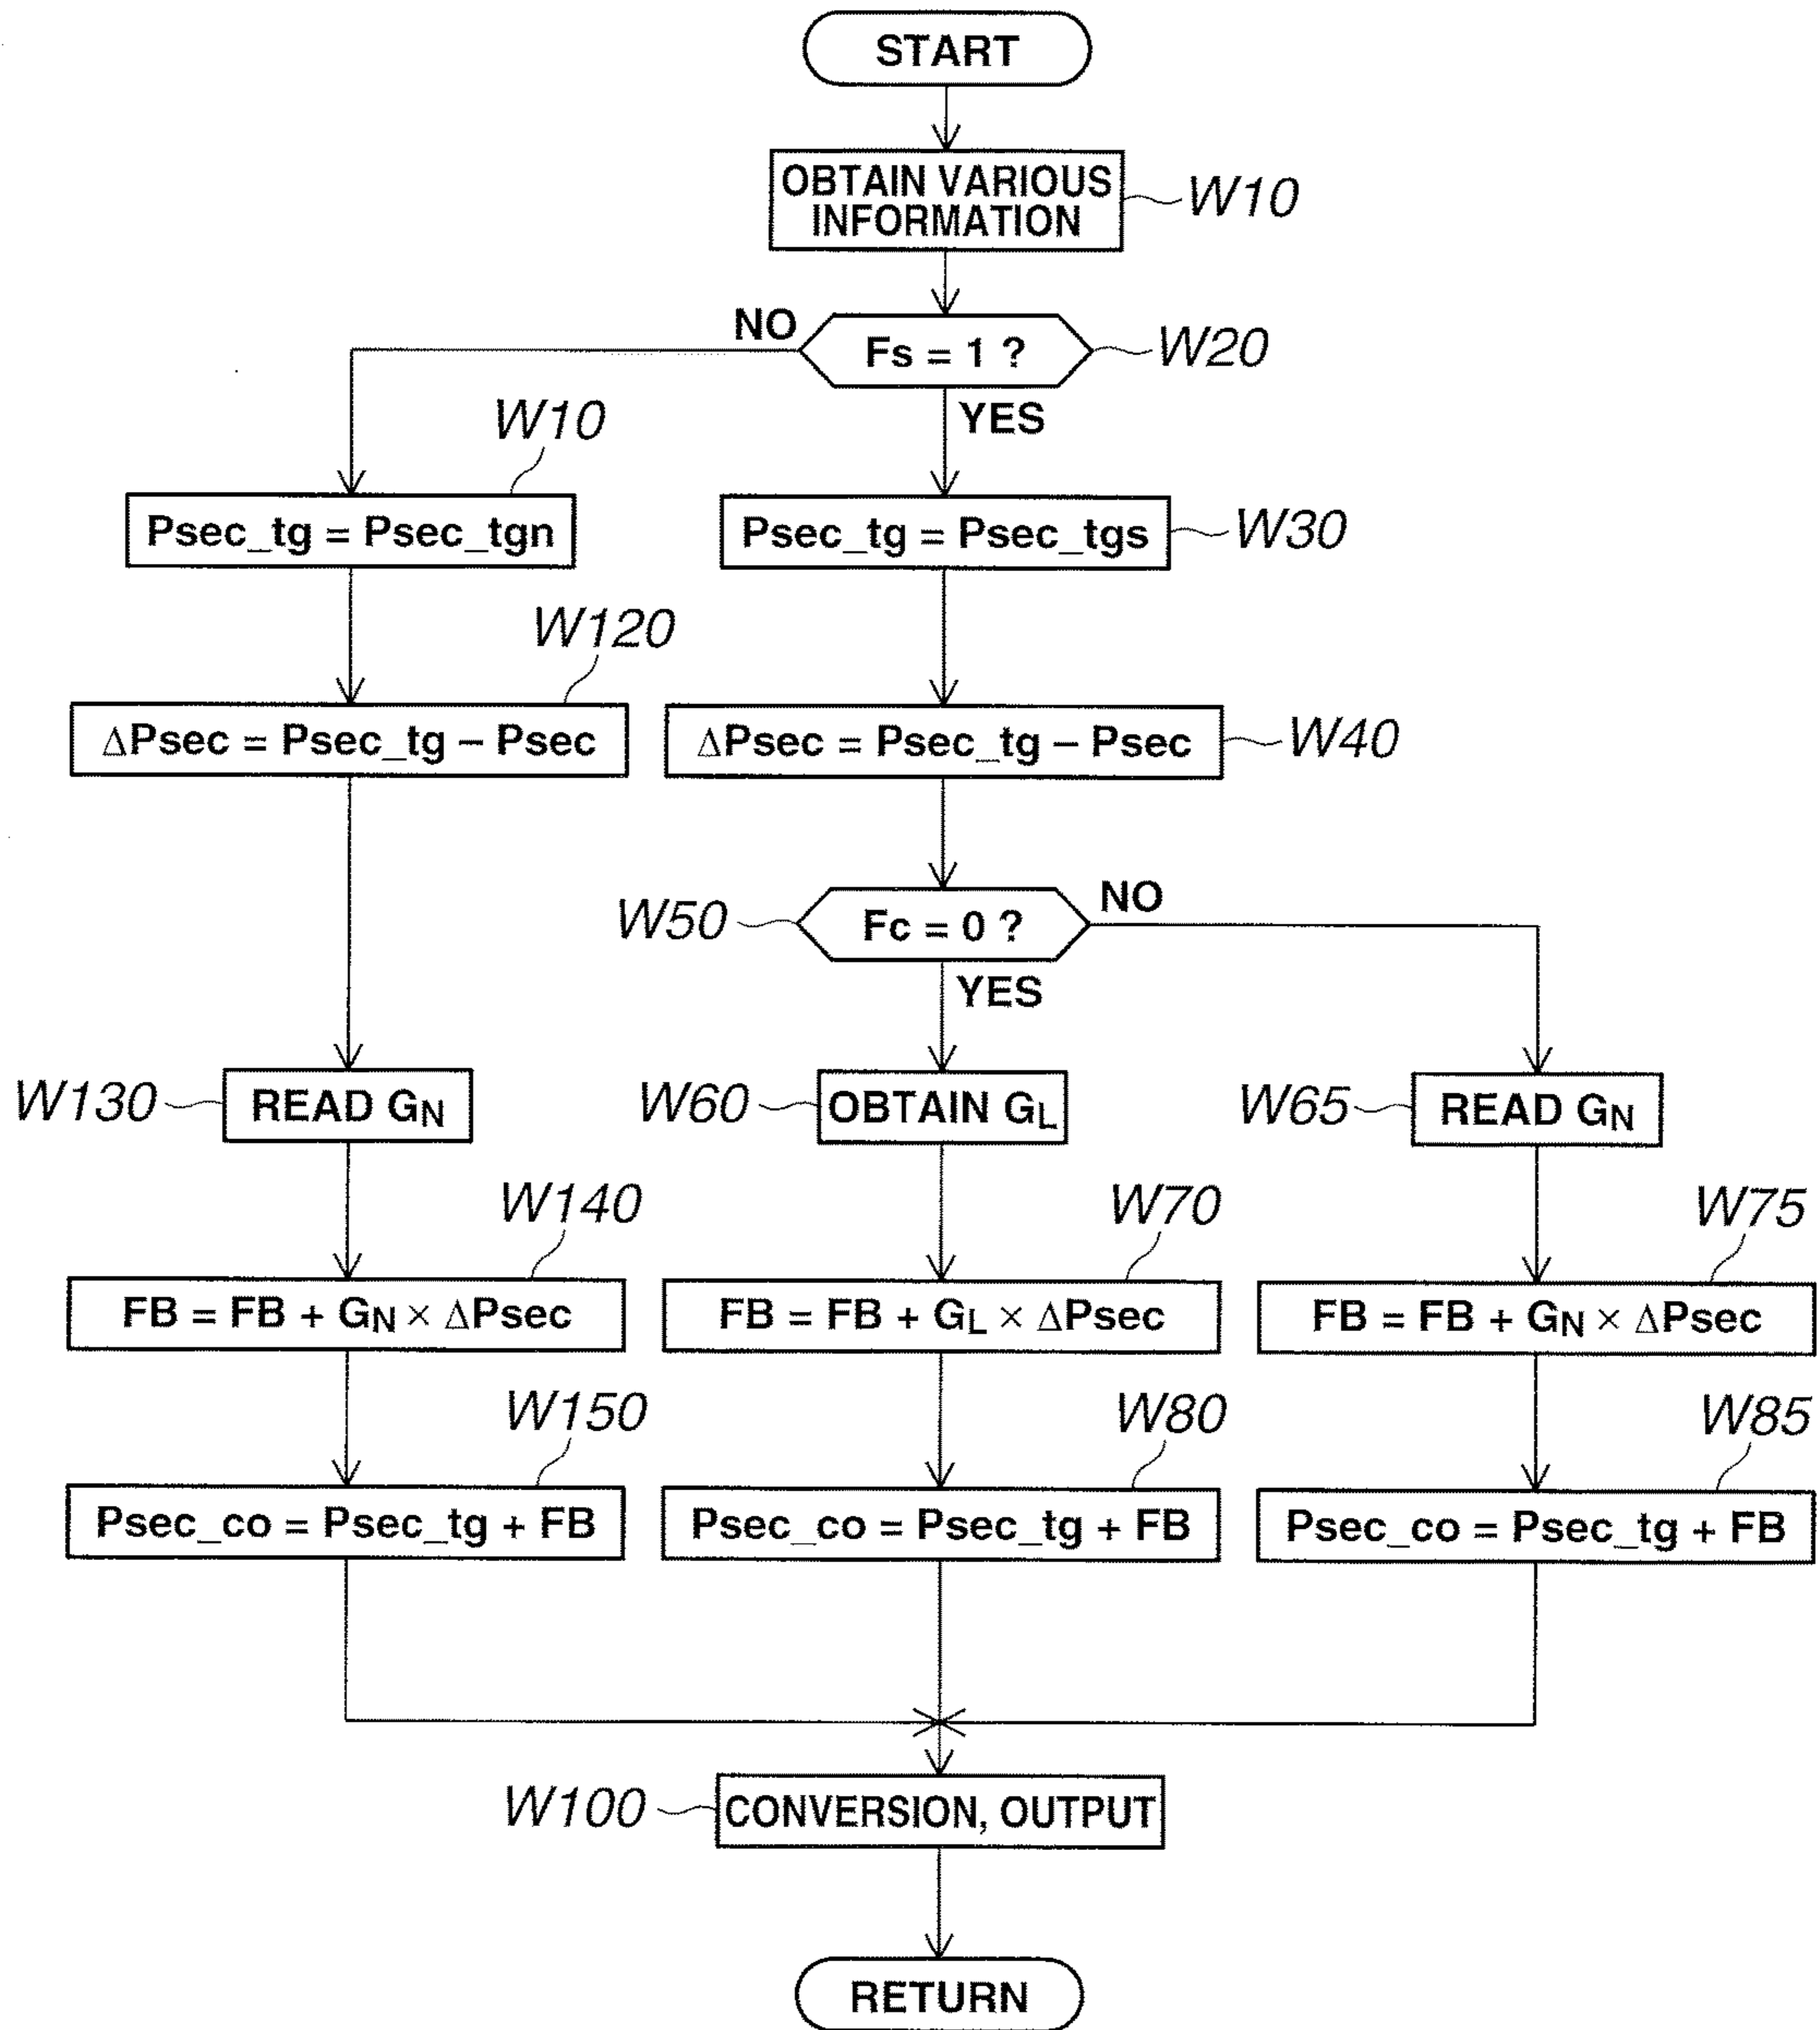 START
OBTAIN VARIOUS
INFORMATION
W10
NO
Fs = 1 ?
W20
YES
W10
Psec_tg = Psec_tgn
Psec_tg = Psec_tgs
W30
W120
ΔPsec = Psec_tg – Psec
ΔPsec = Psec_tg – Psec
W40
W50
Fc = 0 ?
NO
YES
W130
READ GN
W60
OBTAIN GL
W65
READ GN
W140
W70
W75
FB = FB + GN × ΔPsec
FB = FB + GL × ΔPsec
FB = FB + GN × ΔPsec
W150
W80
W85
Psec_co = Psec_tg + FB
Psec_co = Psec_tg + FB
Psec_co = Psec_tg + FB
W100
CONVERSION, OUTPUT
RETURN